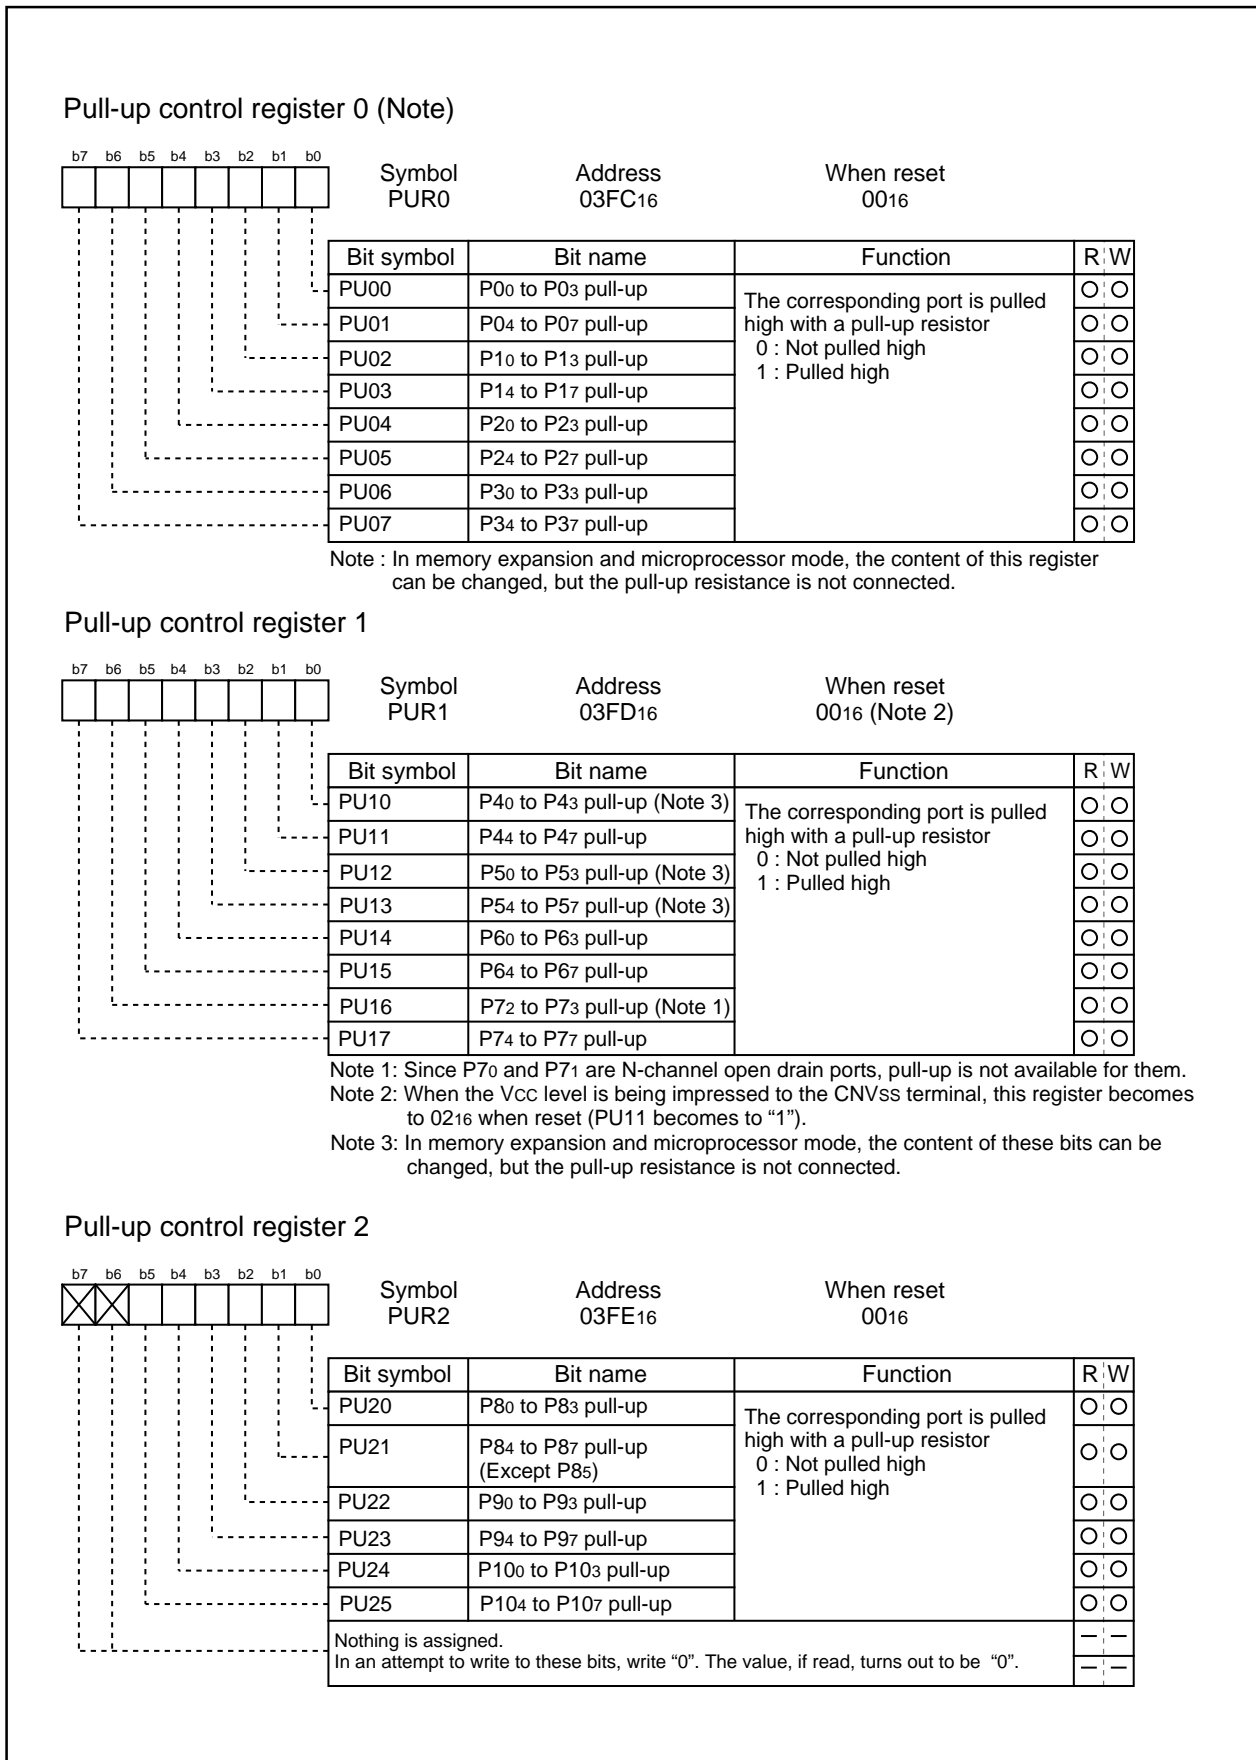 Pull-up control register 0 (Note)
b7 b6 b5 b4 b3 b2 b1 b0
Symbol Address When reset
PUR0 03FC16 0016
Bit symbol Bit name Function R W
PU00 P00 to P03 pull-up
The corresponding port is pulled
PU01 P04 to P07 pull-up high with a pull-up resistor
0 : Not pulled high
PU02 P10 to P13 pull-up
1 : Pulled high
PU03 P14 to P17 pull-up
PU04 P20 to P23 pull-up
PU05 P24 to P27 pull-up
PU06 P30 to P33 pull-up
PU07 P34 to P37 pull-up
Note : In memory expansion and microprocessor mode, the content of this register
can be changed, but the pull-up resistance is not connected.
Pull-up control register 1
b7 b6 b5 b4 b3 b2 b1 b0
Symbol Address When reset
PUR1 03FD16 0016 (Note 2)
Bit symbol Bit name Function R W
PU10 P40 to P43 pull-up (Note 3)
The corresponding port is pulled
PU11 P44 to P47 pull-up high with a pull-up resistor
0 : Not pulled high
PU12 P50 to P53 pull-up (Note 3)
1 : Pulled high
PU13 P54 to P57 pull-up (Note 3)
PU14 P60 to P63 pull-up
PU15 P64 to P67 pull-up
PU16 P72 to P73 pull-up (Note 1)
PU17 P74 to P77 pull-up
Note 1: Since P70 and P71 are N-channel open drain ports, pull-up is not available for them.
Note 2: When the VCC level is being impressed to the CNVSS terminal, this register becomes
to 0216 when reset (PU11 becomes to “1”).
Note 3: In memory expansion and microprocessor mode, the content of these bits can be
changed, but the pull-up resistance is not connected.
Pull-up control register 2
b7 b6 b5 b4 b3 b2 b1 b0
Symbol Address When reset
PUR2 03FE16 0016
Bit symbol Bit name Function R W
PU20 P80 to P83 pull-up
The corresponding port is pulled
PU21 P84 to P87 pull-up high with a pull-up resistor
(Except P85) 0 : Not pulled high
1 : Pulled high
PU22 P90 to P93 pull-up
PU23 P94 to P97 pull-up
PU24 P100 to P103 pull-up
PU25 P104 to P107 pull-up
Nothing is assigned.
In an attempt to write to these bits, write “0”. The value, if read, turns out to be “0”.